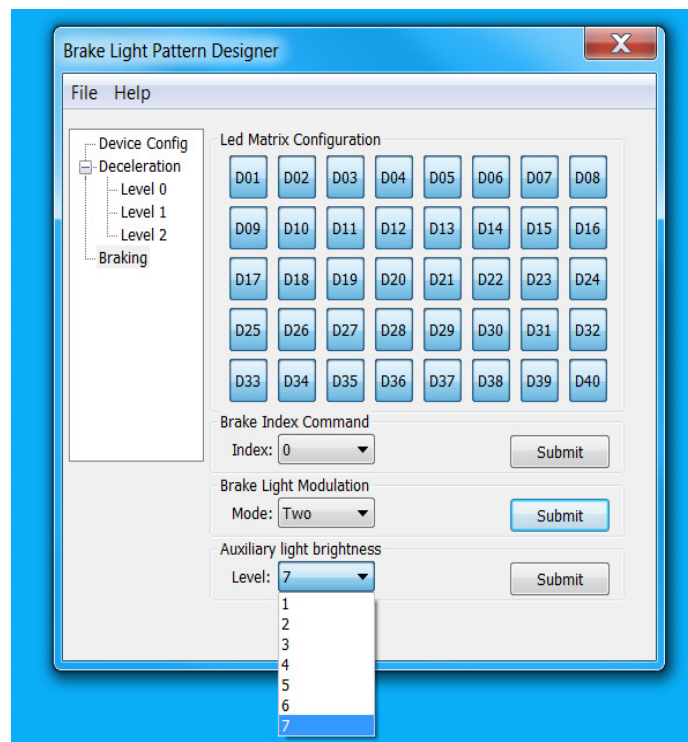 Brake Light Pattern Designer
X
File Help
Device Config
Deceleration
Level 0
Level 1
Level 2
Braking
Led Matrix Configuration
D01 D02 D03 D04 D05 D06 D07 D08
D09 D10 D11 D12 D13 D14 D15 D16
D17 D18 D19 D20 D21 D22 D23 D24
D25 D26 D27 D28 D29 D30 D31 D32
D33 D34 D35 D36 D37 D38 D39 D40
Brake Index Command
Index: 0 Submit
Brake Light Modulation
Mode: Two Submit
Auxiliary light brightness
Level: 7 Submit
1
2
3
4
5
6
7